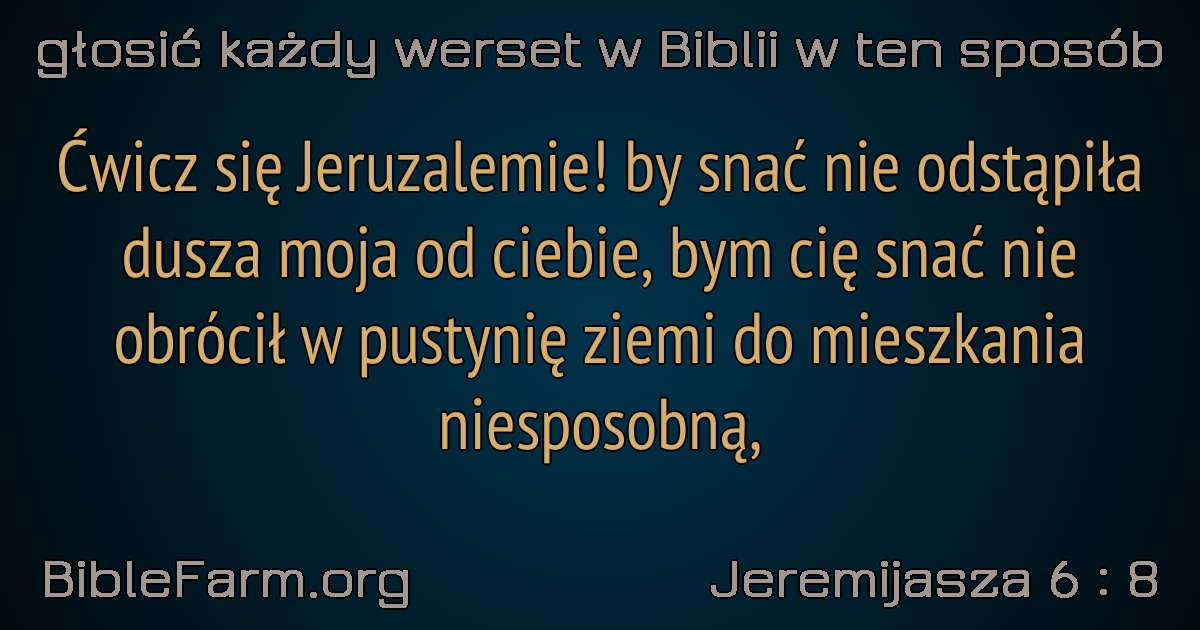 głosić każdy werset w Biblii w ten sposób
Ćwicz się Jeruzalemie! by snać nie odstąpiła
dusza moja od ciebie, bym cię snać nie
obrócił w pustynię ziemi do mieszkania
niesposobną,
BibleFarm.org
Jeremijasza 6 : 8